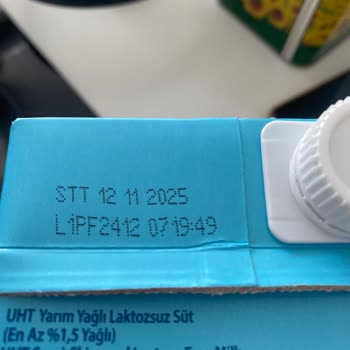 STT 12 11 2025
L1PF2412 07:19:49
UHT Yarım Yağlı Laktozsuz Süt
(En Az %1,5 Yağlı)